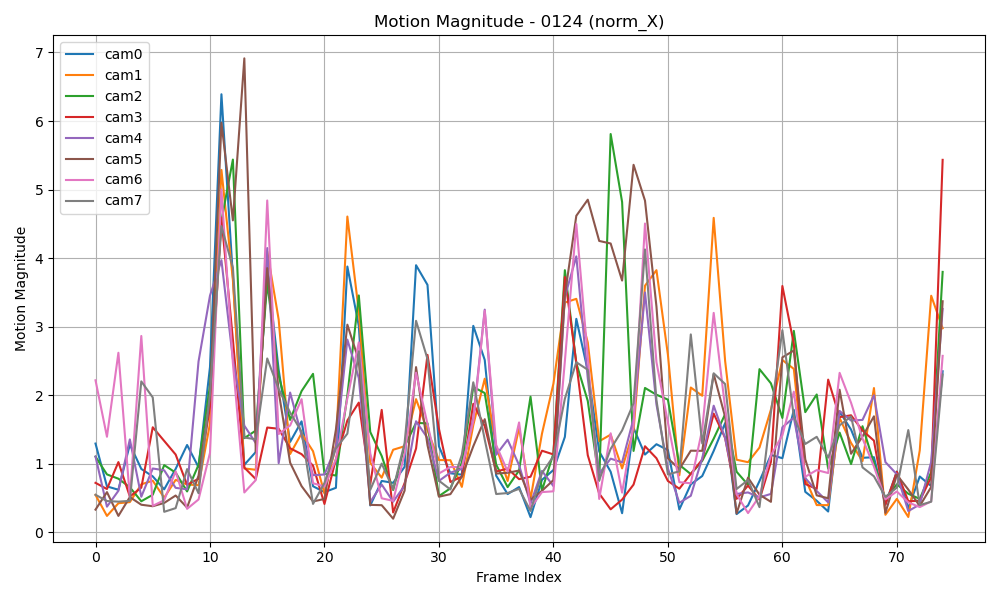 Motion Magnitude - 0124 (norm_X)
cam0
cam1
cam2
cam3
cam4
cam5
cam6
cam7
Motion Magnitude
7
6
5
4
3
2
1
0
0 10 20 30 40 50 60 70
Frame Index